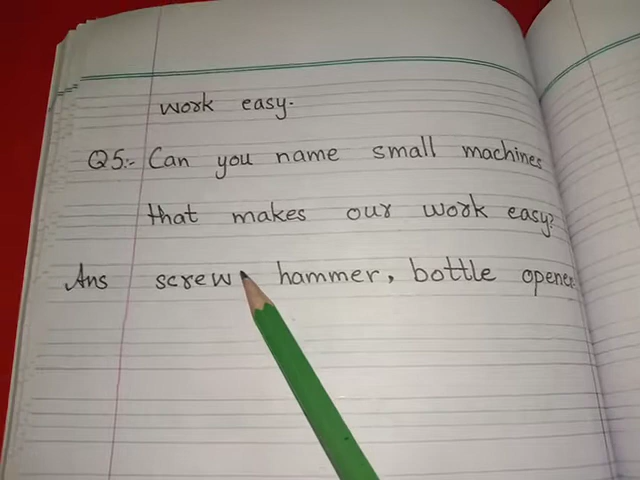 work easy.
Q5:- Can you name small machines
that makes our work easy?
Ans screw hammer, bottle opener